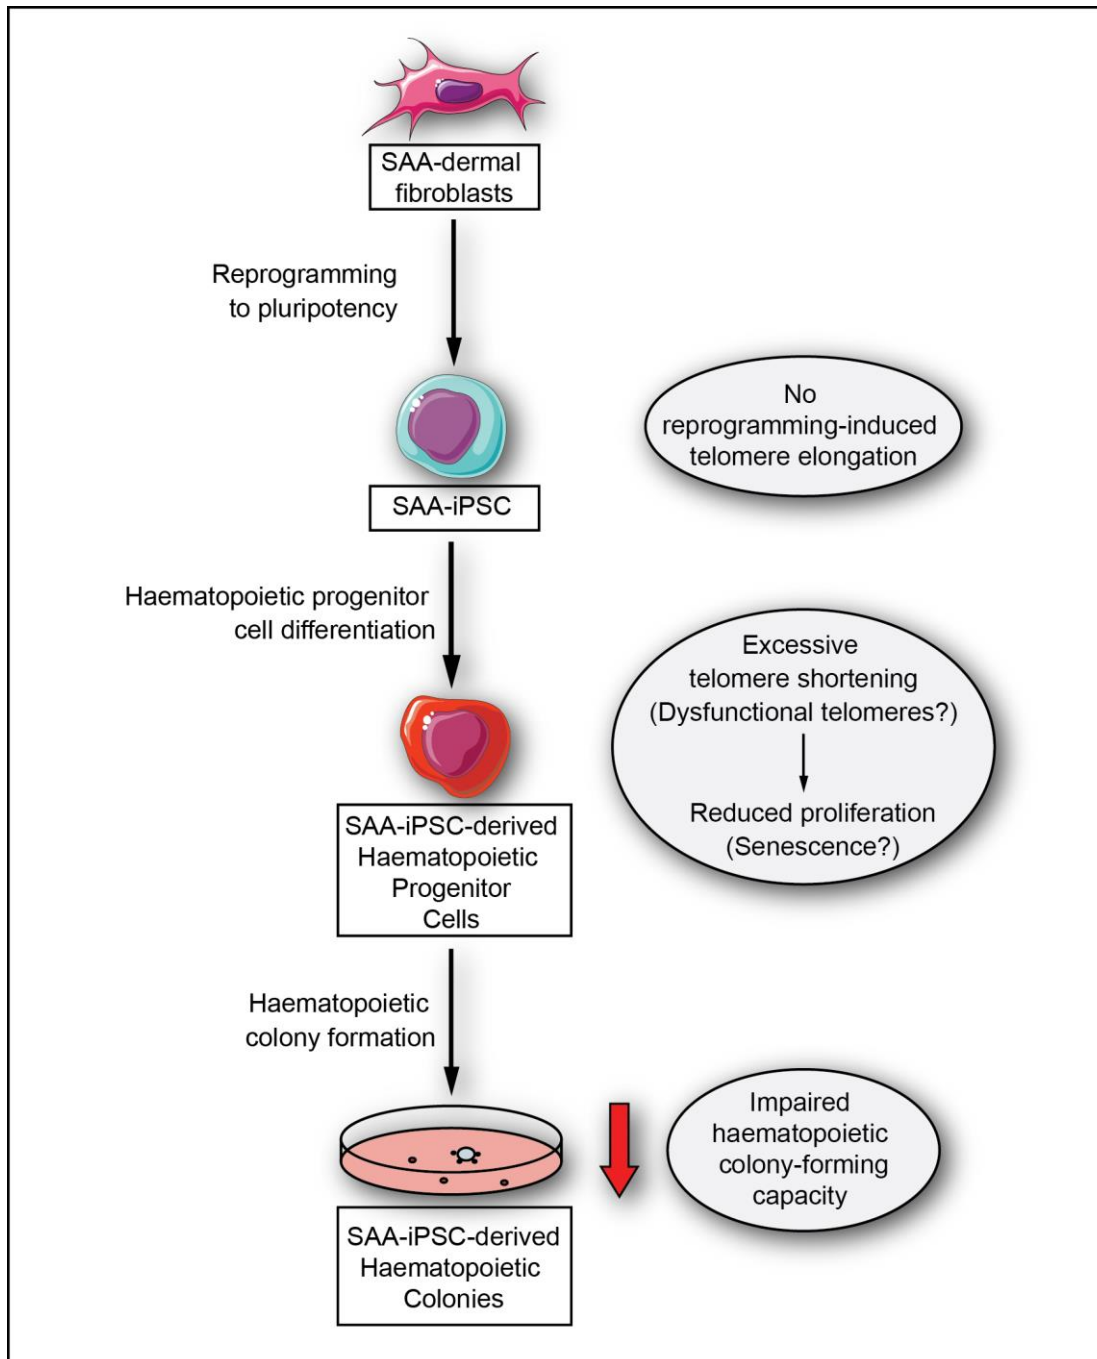 SAA-dermal
fibroblasts
Reprogramming
to pluripotency
SAA-iPSC
No
reprogramming-induced
telomere elongation
Haematopoietic progenitor
cell differentiation
SAA-iPSC-derived
Haematopoietic
Progenitor
Cells
Excessive
telomere shortening
(Dysfunctional telomeres?)
Reduced proliferation
(Senescence?)
Haematopoietic
colony formation
SAA-iPSC-derived
Haematopoietic
Colonies
Impaired
haematopoietic
colony-forming
capacity